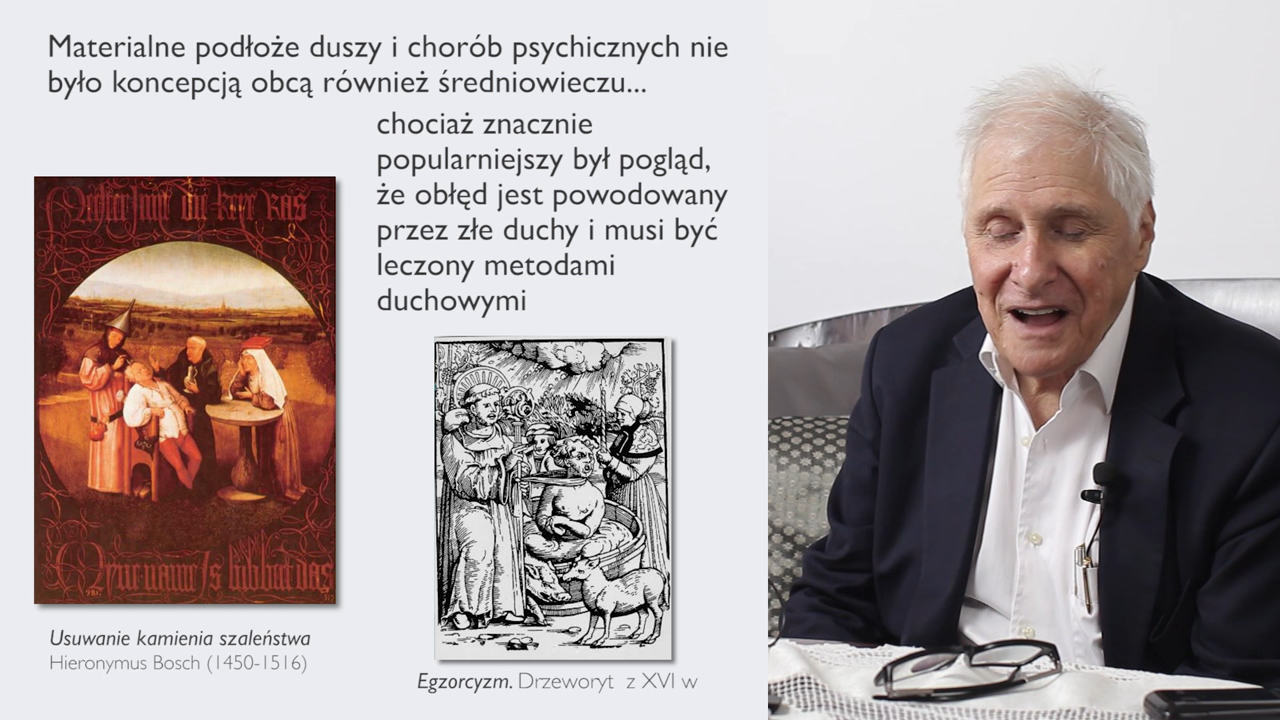 Materialne podłoże duszy i chorób psychicznych nie
było koncepcją obcą również średniowieczu...
chociaż znacznie
popularniejszy był pogląd,
że obłęd jest powodowany
przez złe duchy i musi być
leczony metodami
duchowymi
Usuwanie kamienia szaleństwa
Hieronymus Bosch (1450-1516)
Egzorcyzm. Drzeworyt z XVI w